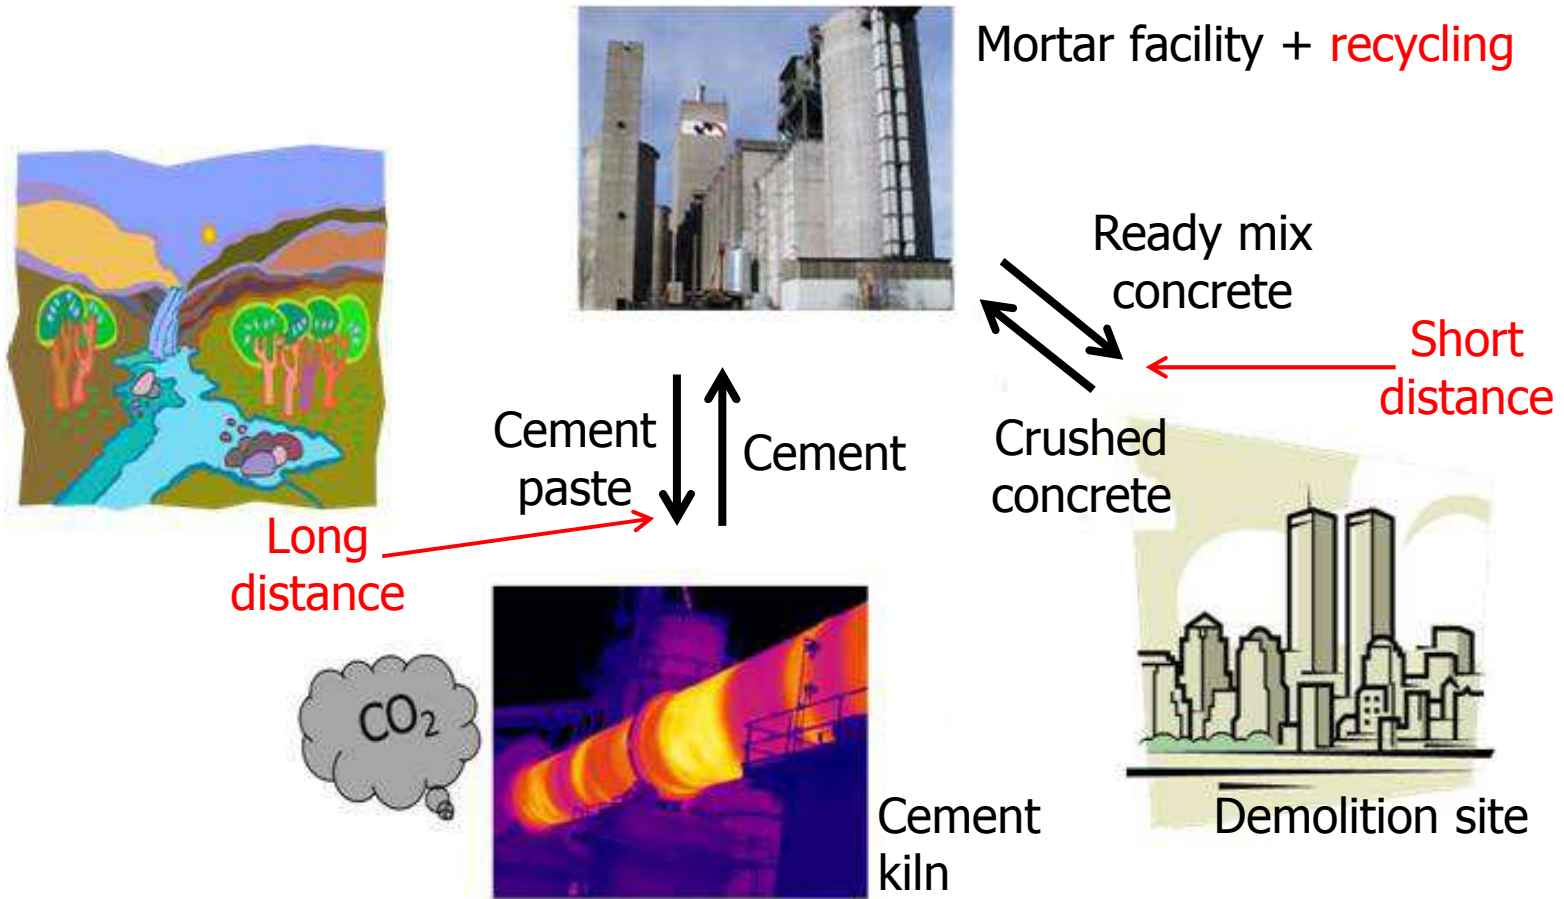 Mortar facility + recycling
Ready mix
concrete
Short
distance
Cement
paste
Cement
Crushed
concrete
Long
distance
CO₂
Cement
kiln
Demolition site